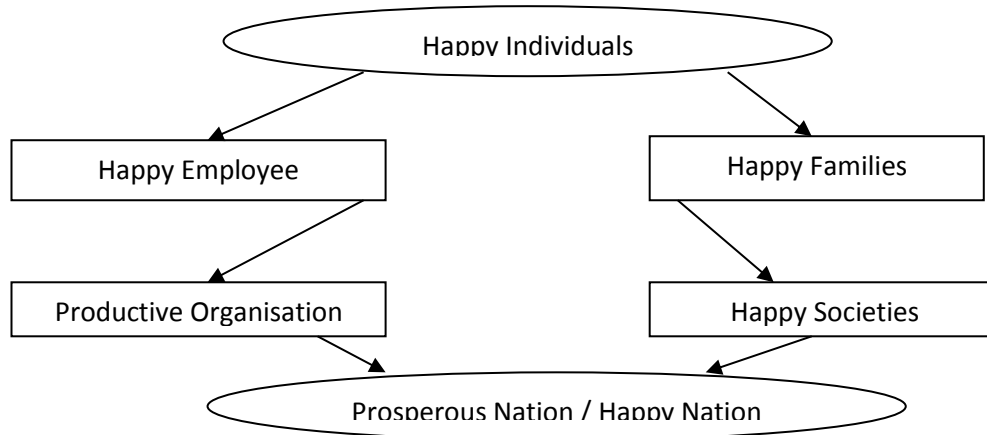 Happy Individuals
Happy Employee
Happy Families
Productive Organisation
Happy Societies
Prosperous Nation / Happy Nation